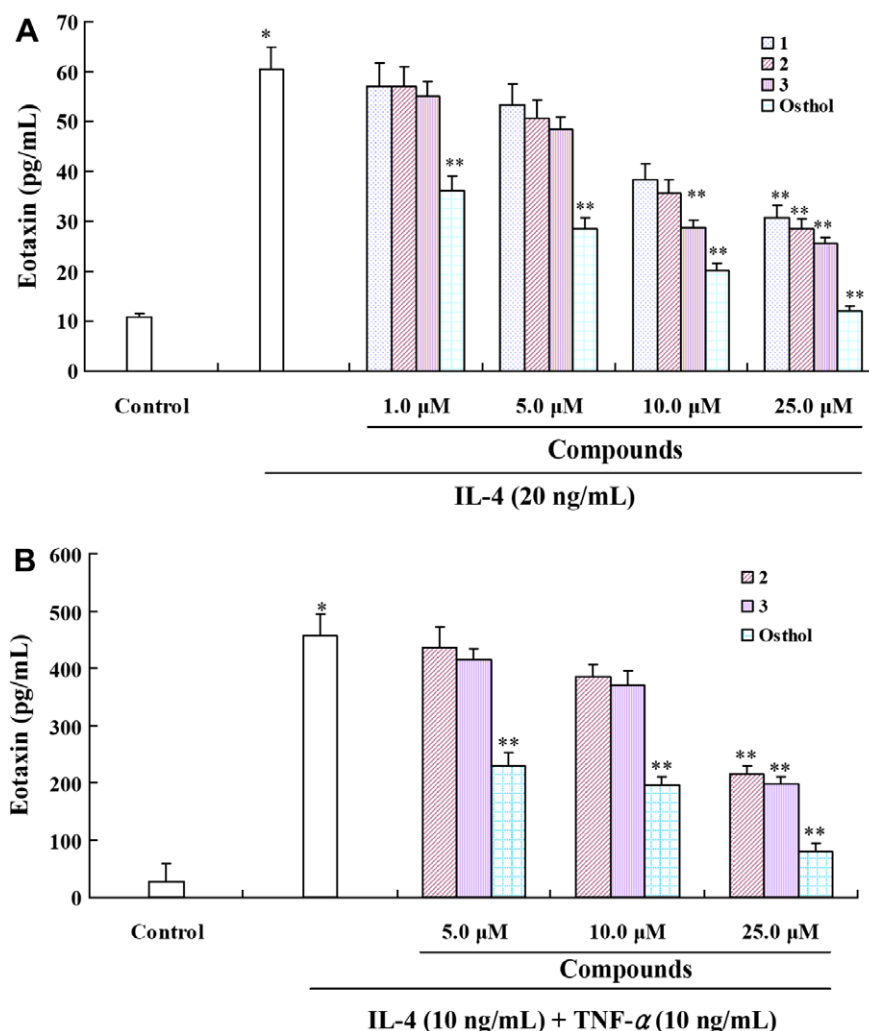 A
Eotaxin (pg/mL)
70
60
50
40
30
20
10
0
*
**
**
**
**
**
**
**
**
1
2
3
Osthol
Control
1.0 μM 5.0 μM 10.0 μM 25.0 μM
Compounds
IL-4 (20 ng/mL)
B
Eotaxin (pg/mL)
600
500
400
300
200
100
0
*
**
**
**
**
**
2
3
Osthol
Control
5.0 μM 10.0 μM 25.0 μM
Compounds
IL-4 (10 ng/mL) + TNF-α (10 ng/mL)